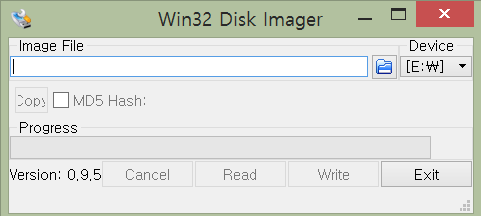 Win32 Disk Imager
Image File
Device
[E:₩]
Copy
MD5 Hash:
Progress
Version: 0,9,5
Cancel
Read
Write
Exit